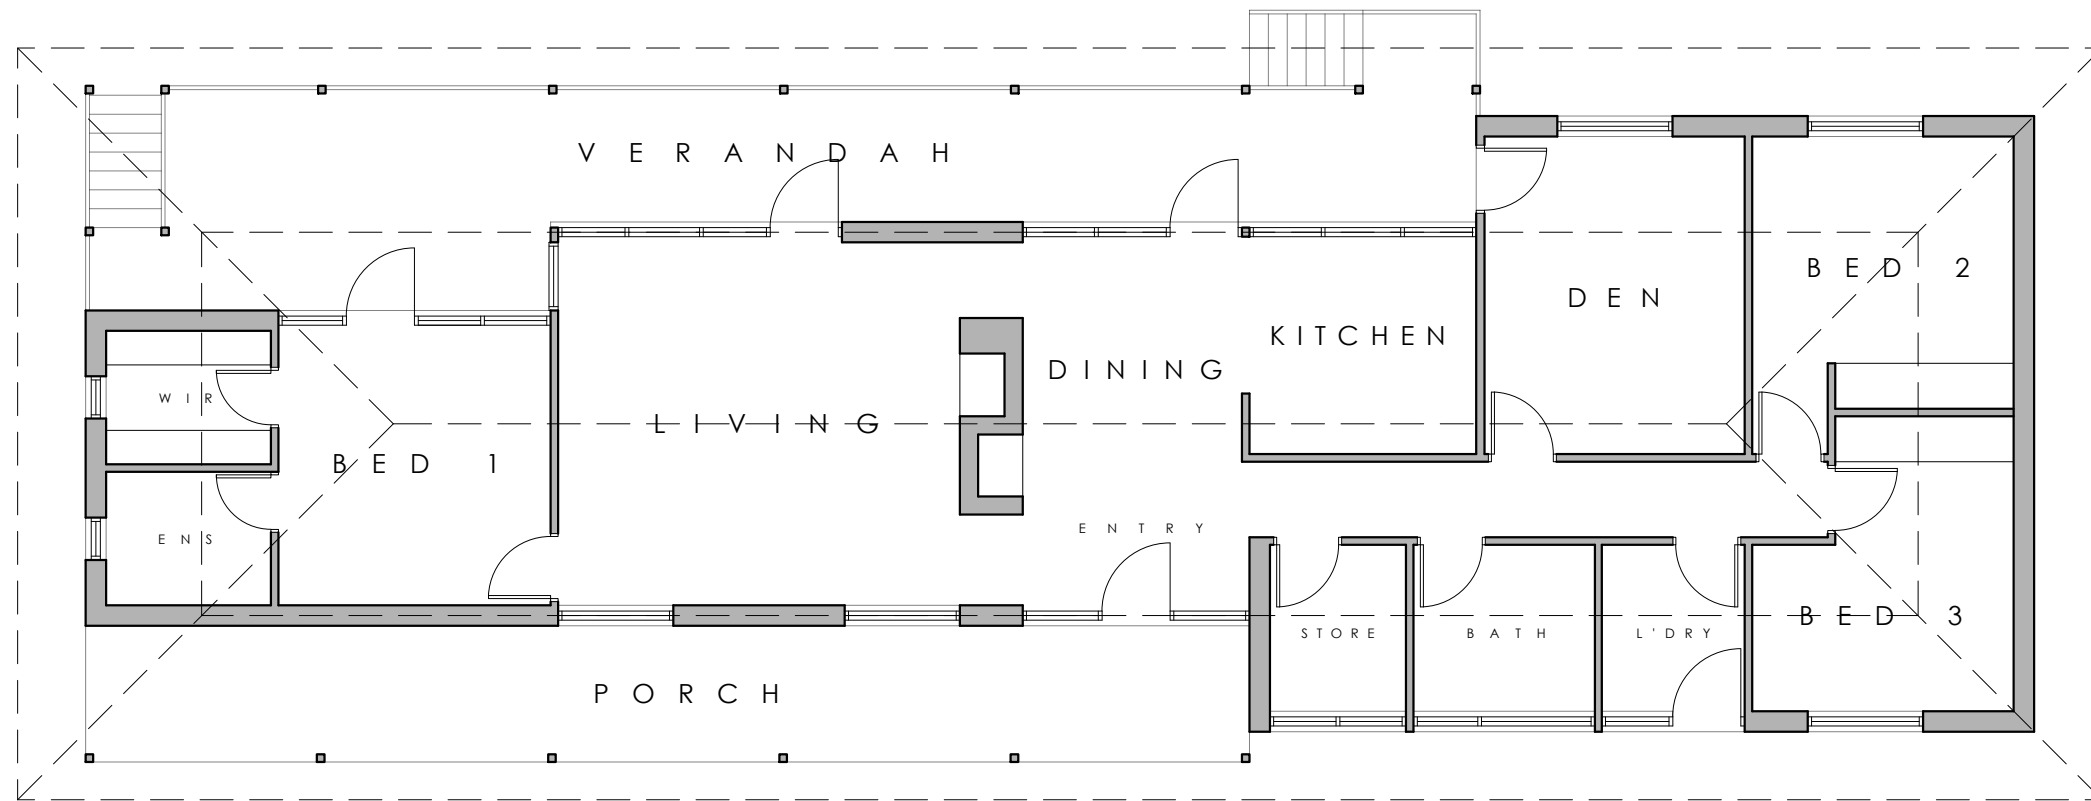 VERANDAH
BED 2
DEN
KITCHEN
DINING
WIR
LIVING
BED 1
ENTRY
ENS
BED 3
STORE
BATH
L'DRY
PORCH